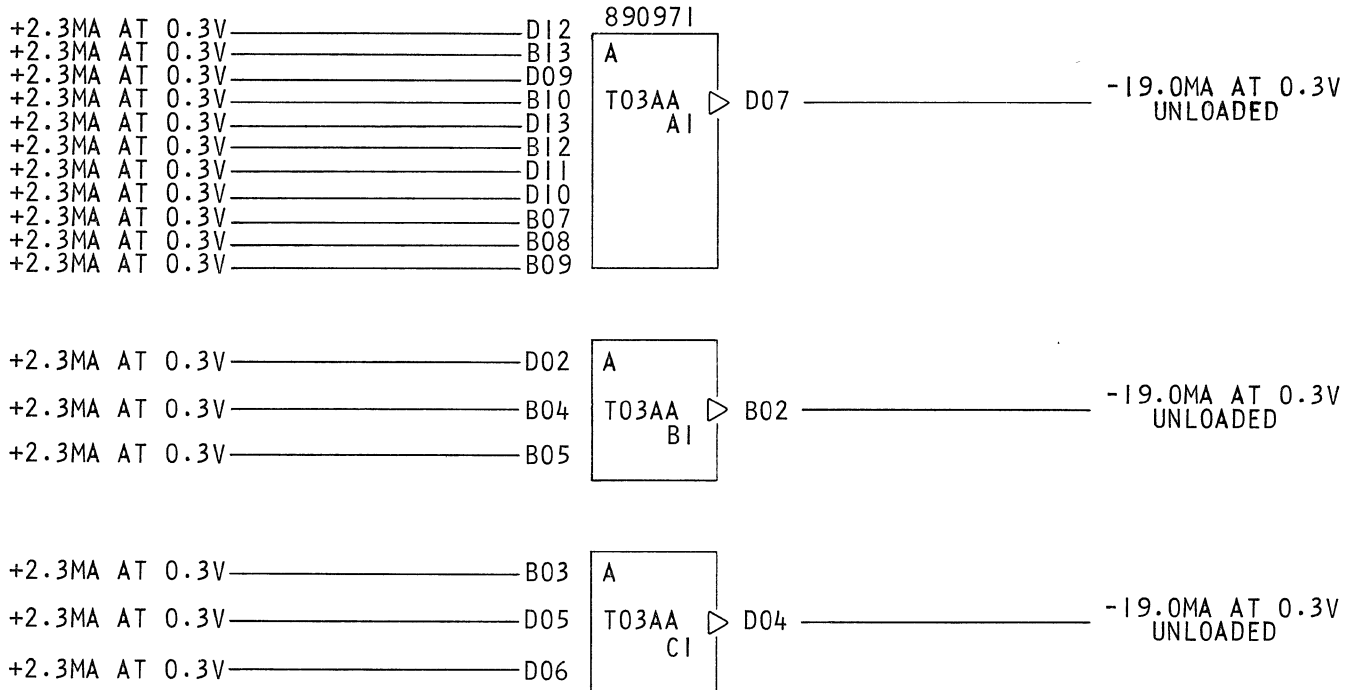 890971
+2.3MA AT 0.3V D12
+2.3MA AT 0.3V B13 A
+2.3MA AT 0.3V D09
+2.3MA AT 0.3V B10 T03AA D07 -19.0MA AT 0.3V
+2.3MA AT 0.3V D13 A1 UNLOADED
+2.3MA AT 0.3V B12
+2.3MA AT 0.3V D11
+2.3MA AT 0.3V D10
+2.3MA AT 0.3V B07
+2.3MA AT 0.3V B08
+2.3MA AT 0.3V B09
+2.3MA AT 0.3V D02 A
+2.3MA AT 0.3V B04 T03AA B02 -19.0MA AT 0.3V
B1 UNLOADED
+2.3MA AT 0.3V B05
+2.3MA AT 0.3V B03 A
+2.3MA AT 0.3V D05 T03AA D04 -19.0MA AT 0.3V
C1 UNLOADED
+2.3MA AT 0.3V D06